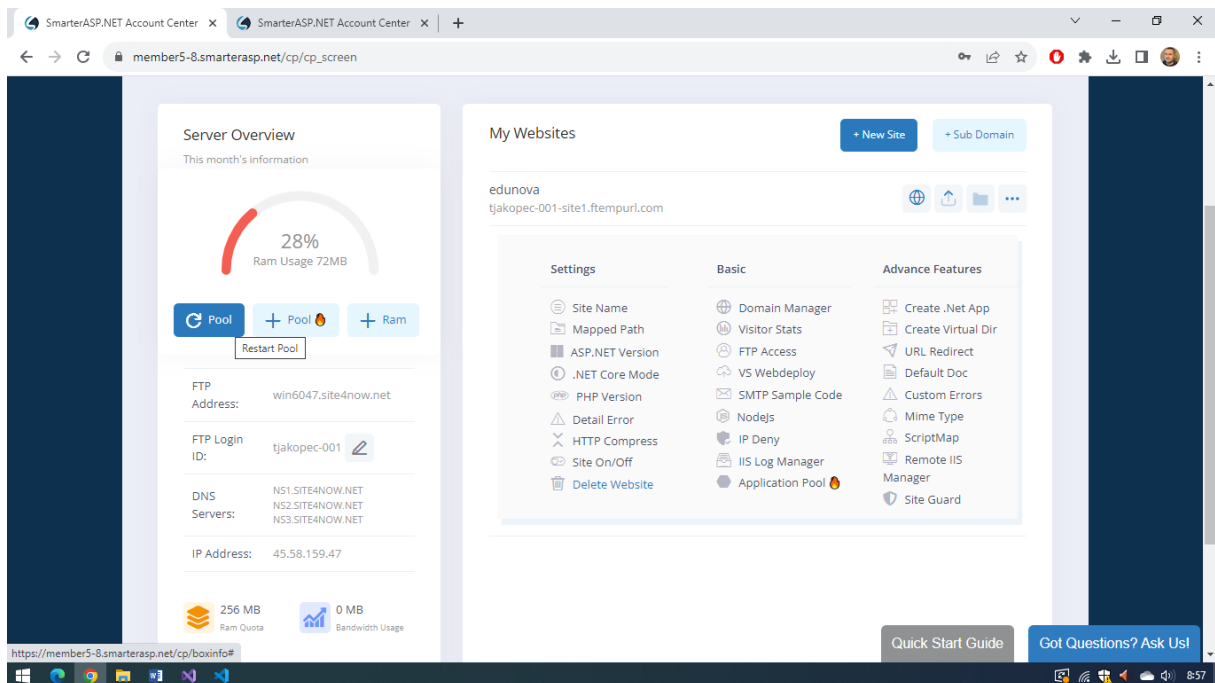 SmarterASP.NET Account Center
SmarterASP.NET Account Center
member5-8.smarterasp.net/cp/cp_screen
Server Overview
This month's information
28%
Ram Usage 72MB
Pool
Pool
Ram
Restart Pool
FTP Address:
win6047.site4now.net
FTP Login ID:
tjakopec-001
DNS Servers:
NS1.SITE4NOW.NET
NS2.SITE4NOW.NET
NS3.SITE4NOW.NET
IP Address:
45.58.159.47
256 MB
Ram Quota
0 MB
Bandwidth Usage
My Websites
+ New Site
+ Sub Domain
edunova
tjakopec-001-site1.ftempurl.com
Settings
Site Name
Mapped Path
ASP.NET Version
.NET Core Mode
PHP Version
Detail Error
HTTP Compress
Site On/Off
Delete Website
Basic
Domain Manager
Visitor Stats
FTP Access
VS Webdeploy
SMTP Sample Code
NodeJs
IP Deny
IIS Log Manager
Application Pool
Advance Features
Create .Net App
Create Virtual Dir
URL Redirect
Default Doc
Custom Errors
Mime Type
ScriptMap
Remote IIS
Manager
Site Guard
Quick Start Guide
Got Questions? Ask Us!
https://member5-8.smarterasp.net/cp/boxinfo#
8:57